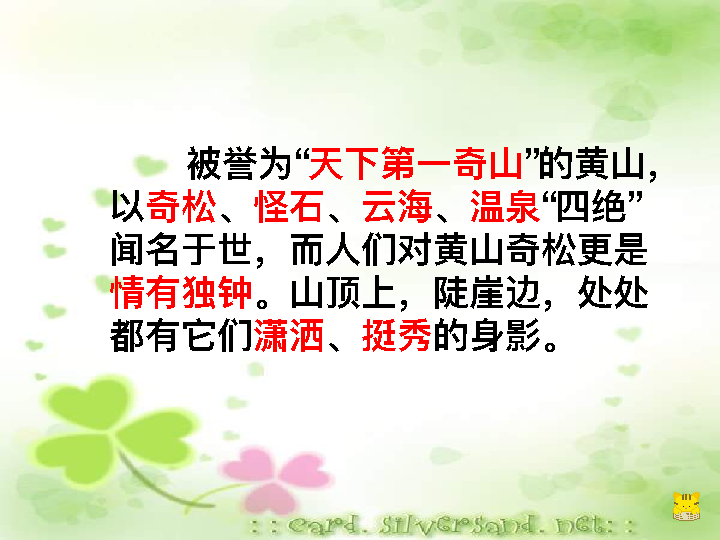 被誉为“天下第一奇山”的黄山，
以奇松、怪石、云海、温泉“四绝”
闻名于世，而人们对黄山奇松更是
情有独钟。山顶上，陡崖边，处处
都有它们潇洒、挺秀的身影。
::card.silversand.net::